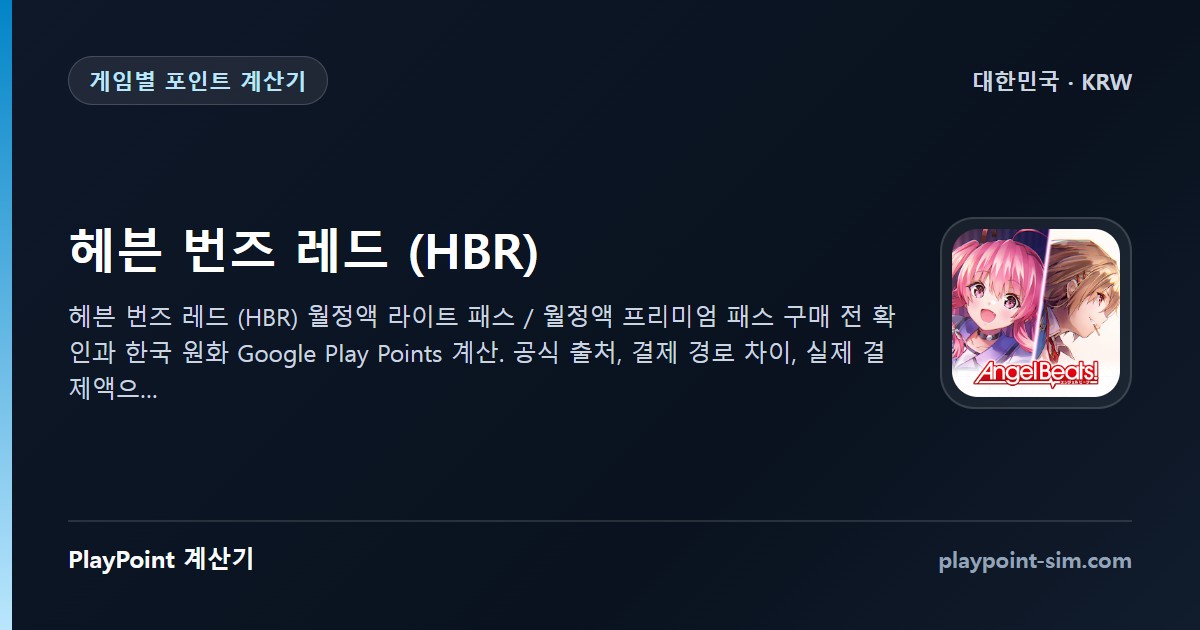 게임별 포인트 계산기
대한민국 · KRW
헤븐 번즈 레드 (HBR)
헤븐 번즈 레드 (HBR) 월정액 라이트 패스 / 월정액 프리미엄 패스 구매 전 확
인과 한국 원화 Google Play Points 계산. 공식 출처, 결제 경로 차이, 실제 결
제액으...
AngelBeats!
PlayPoint 계산기
playpoint-sim.com